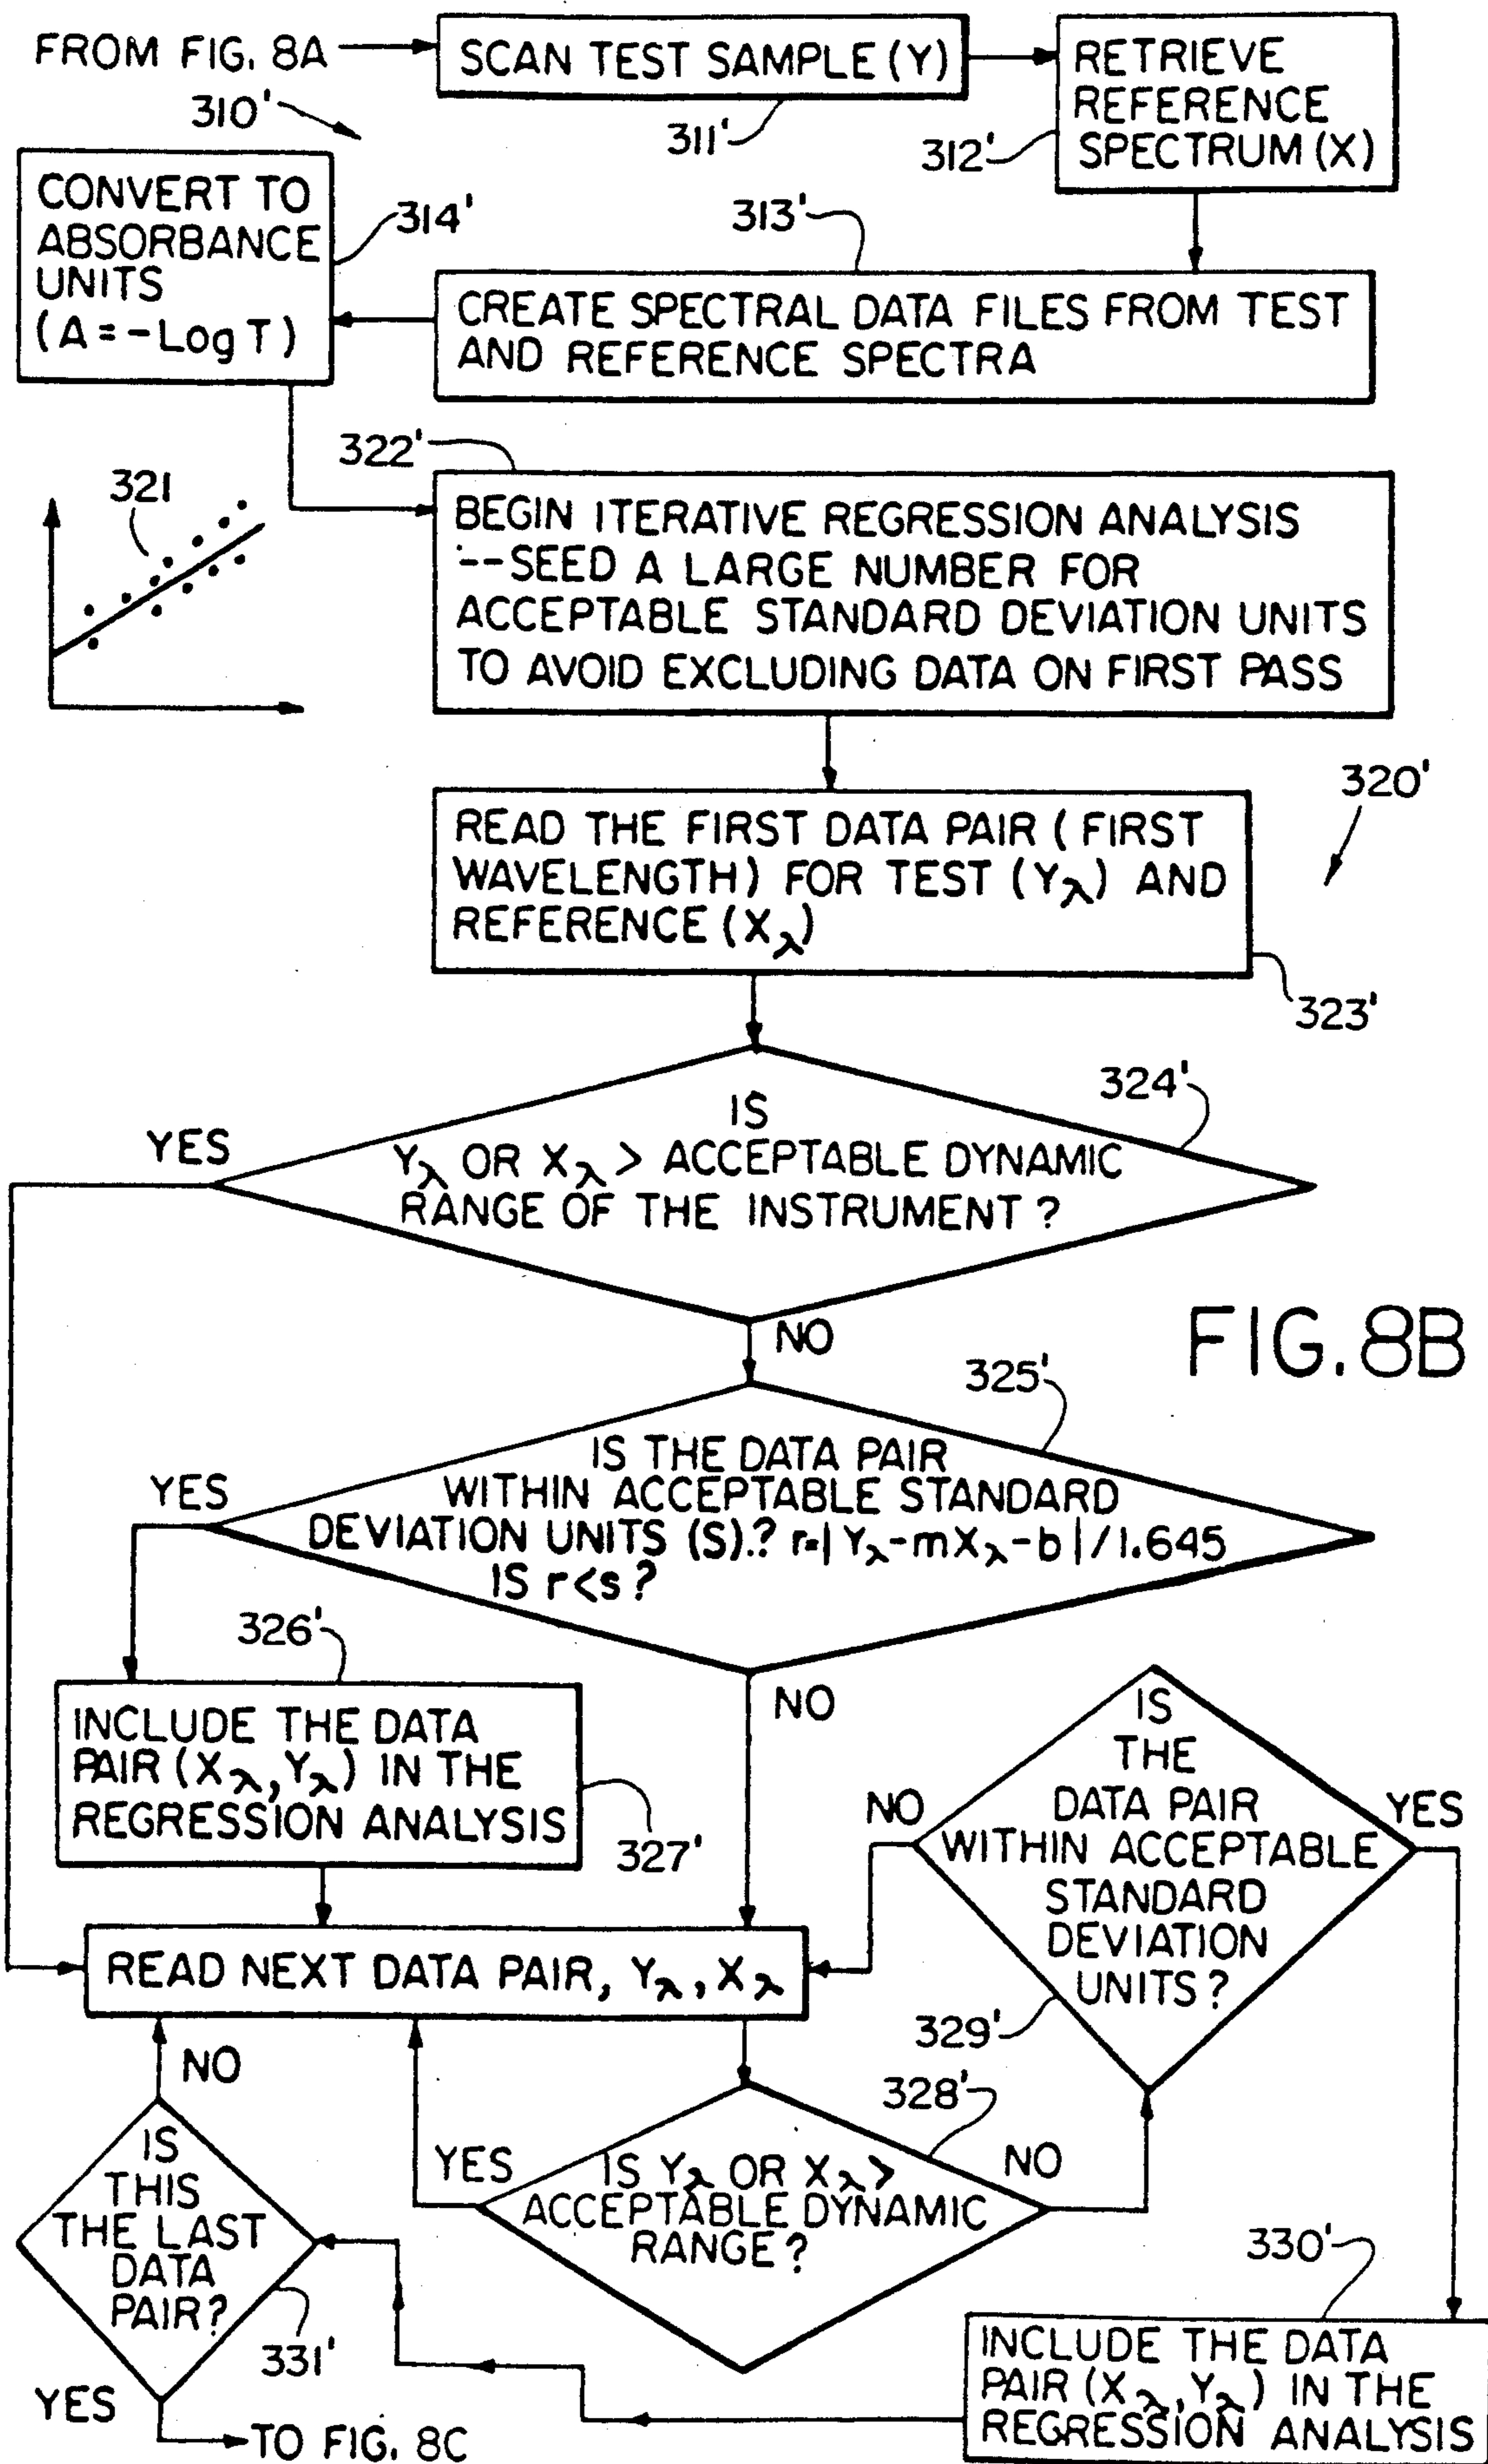 FROM FIG. 8A
SCAN TEST SAMPLE (Y)
RETRIEVE
REFERENCE
SPECTRUM (X)
310'
311'
312'
CONVERT TO
ABSORBANCE
UNITS
(A = -Log T)
314'
313'
CREATE SPECTRAL DATA FILES FROM TEST
AND REFERENCE SPECTRA
322'
321
BEGIN ITERATIVE REGRESSION ANALYSIS
--SEED A LARGE NUMBER FOR
ACCEPTABLE STANDARD DEVIATION UNITS
TO AVOID EXCLUDING DATA ON FIRST PASS
320'
READ THE FIRST DATA PAIR (FIRST
WAVELENGTH) FOR TEST (Yλ) AND
REFERENCE (Xλ)
323'
324'
YES
IS
Yλ OR Xλ > ACCEPTABLE DYNAMIC
RANGE OF THE INSTRUMENT?
NO
FIG. 8B
325'
YES
IS THE DATA PAIR
WITHIN ACCEPTABLE STANDARD
DEVIATION UNITS (S).? r=|Yλ-mXλ-b|/1.645
IS r<s?
NO
326'
INCLUDE THE DATA
PAIR (Xλ,Yλ) IN THE
REGRESSION ANALYSIS
327'
IS
THE
DATA PAIR
WITHIN ACCEPTABLE
STANDARD
DEVIATION
UNITS?
NO
YES
329'
READ NEXT DATA PAIR, Yλ, Xλ
NO
328'
YES
IS Yλ OR Xλ>
ACCEPTABLE DYNAMIC
RANGE?
NO
IS
THIS
THE LAST
DATA
PAIR?
331'
YES
TO FIG. 8C
330'
INCLUDE THE DATA
PAIR (Xλ,Yλ) IN THE
REGRESSION ANALYSIS